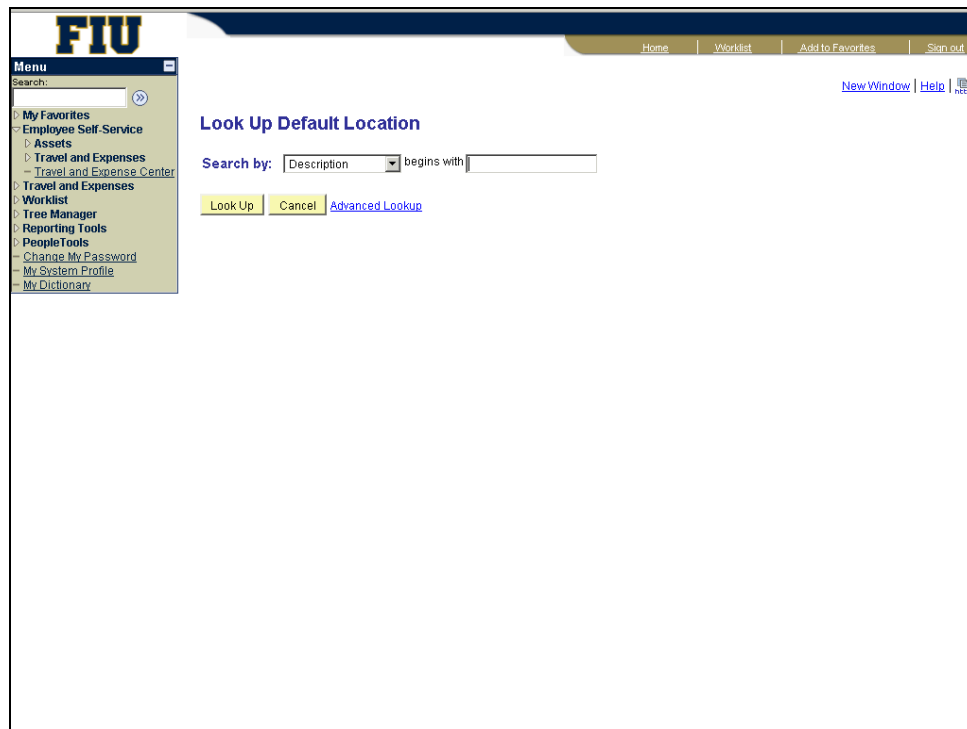 FIU
Home | Worklist | Add to Favorites | Sign out
Menu
Search:
New Window | Help |
My Favorites
Employee Self-Service
Assets
Travel and Expenses
Travel and Expense Center
Travel and Expenses
Worklist
Tree Manager
Reporting Tools
PeopleTools
Change My Password
My System Profile
My Dictionary
Look Up Default Location
Search by: Description begins with
Look Up Cancel Advanced Lookup